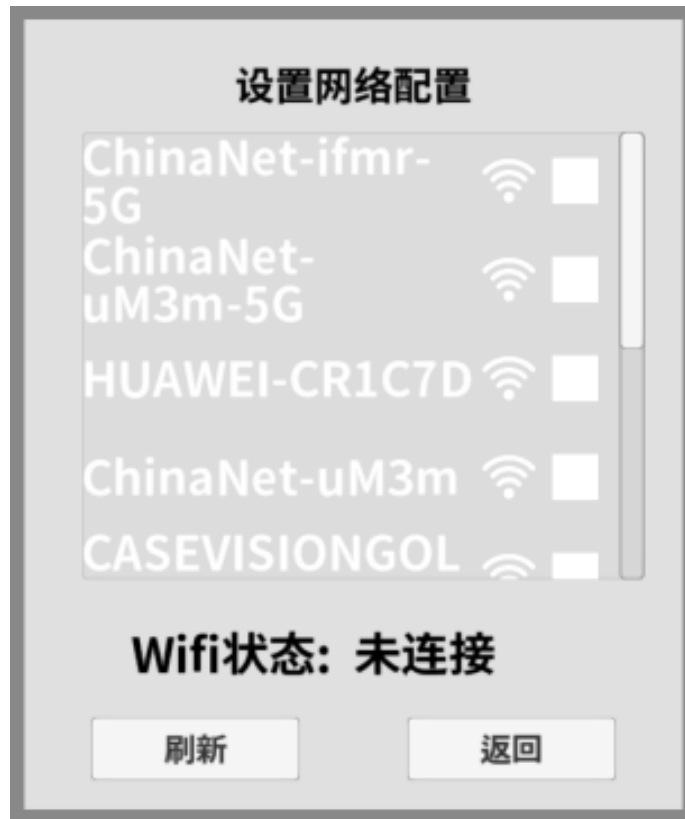 设置网络配置
ChinaNet-ifmr-
5G
ChinaNet-
uM3m-5G
HUAWEI-CR1C7D
ChinaNet-uM3m
CASEVISIONGOL
Wifi状态: 未连接
刷新
返回